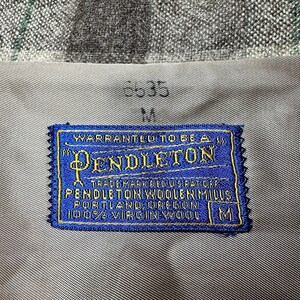 6635
M
WARRANTED TO BE A
"PENDLETON"
TRADE MARK REG. U.S. PAT. OFF.
PENDLETON WOOLEN MILLS
PORTLAND, OREGON
100% VIRGIN WOOL M